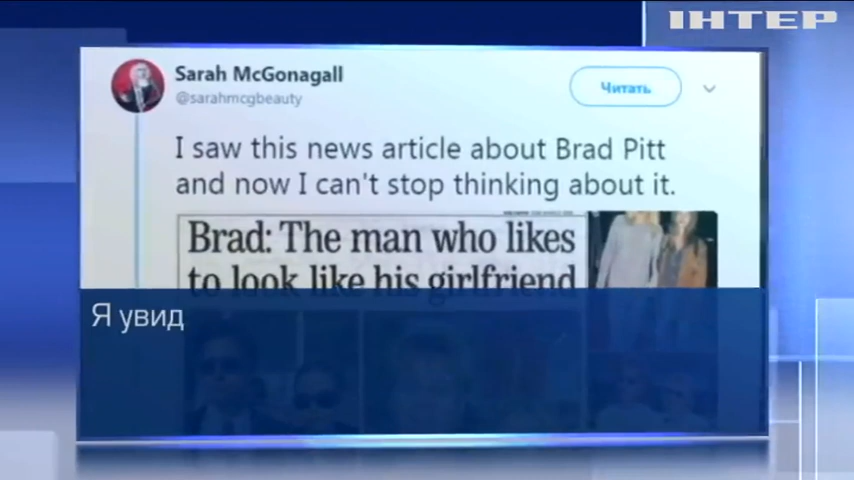 ІНТЕР
Sarah McGonagall
@sarahmcgbeauty
Читать
I saw this news article about Brad Pitt
and now I can't stop thinking about it.
Brad: The man who likes
to look like his girlfriend
Я увид